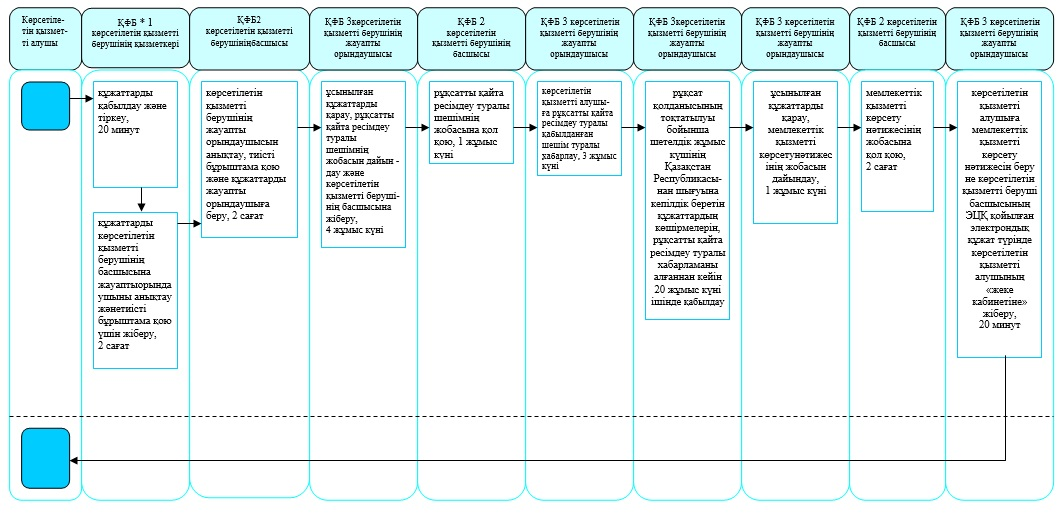 Көрсетіле-
тін қызмет-
ті алушы
ҚФБ * 1
көрсетілетін қызметті
берушінің қызметкері
ҚФБ2
көрсетілетін қызметті
берушініңбасшысы
ҚФБ 3көрсетілетін
қызметті берушінің
жауапты
орындаушысы
ҚФБ 2
көрсетілетін
қызметті берушінің
басшысы
ҚФБ 3 көрсетілетін
қызметті берушінің
жауапты
орындаушысы
ҚФБ 3көрсетілетін
қызметті берушінің
жауапты
орындаушысы
ҚФБ 3 көрсетілетін
қызметті берушінің
жауапты
орындаушысы
ҚФБ 2 көрсетілетін
қызметті берушінің
басшысы
ҚФБ 3 көрсетілетін
қызметті берушінің
жауапты
орындаушысы
құжаттарды
қабылдау және
тіркеу,
20 минут
құжаттарды
көрсетілетін
қызметті
берушінің
басшысына
жауаптыорында
ушыны анықтау
жәнетиісті
бұрыштама қою
үшін жіберу,
2 сағат
көрсетілетін
қызметті
берушінің
жауапты
орындаушысын
анықтау, тиісті
бұрыштама қою
және құжаттарды
жауапты
орындаушыға
беру, 2 сағат
ұсынылған
құжаттарды
қарау, рұқсатты
қайта ресімдеу
туралы
шешімнің
жобасын дайын -
дау және
көрсетілетін
қызметті беруші-
нің басшысына
жіберу,
4 жұмыс күні
рұқсатты қайта
ресімдеу туралы
шешімнің
жобасына қол
қою, 1 жұмыс
күні
көрсетілетін
қызметті алушы-
ға рұқсатты қайта
ресімдеу туралы
қабылданған
шешім туралы
хабарлау, 3 жұмыс
күні
рұқсат
қолданысының
тоқтатылуы
бойынша
шетелдік жұмыс
күшінің
Қазақстан
Республикасы-
нан шығуына
кепілдік беретін
құжаттардың
көшірмелерін,
рұқсатты қайта
ресімдеу туралы
хабарламаны
алғаннан кейін
20 жұмыс күні
ішінде қабылдау
ұсынылған
құжаттарды
қарау,
мемлекеттік
қызметті
көрсетунәтижес
інің жобасын
дайындау,
1 жұмыс күні
мемлекеттік
қызметті
көрсету
нәтижесінің
жобасына
қол қою,
2 сағат
көрсетілетін
қызметті
алушыға
мемлекеттік
қызметті
көрсету
нәтижесін беру
не көрсетілетін
қызметті беруші
басшысының
ЭЦҚ қойылған
электрондық
құжат түрінде
көрсетілетін
қызметті
алушының
«жеке
кабинетіне»
жіберу,
20 минут